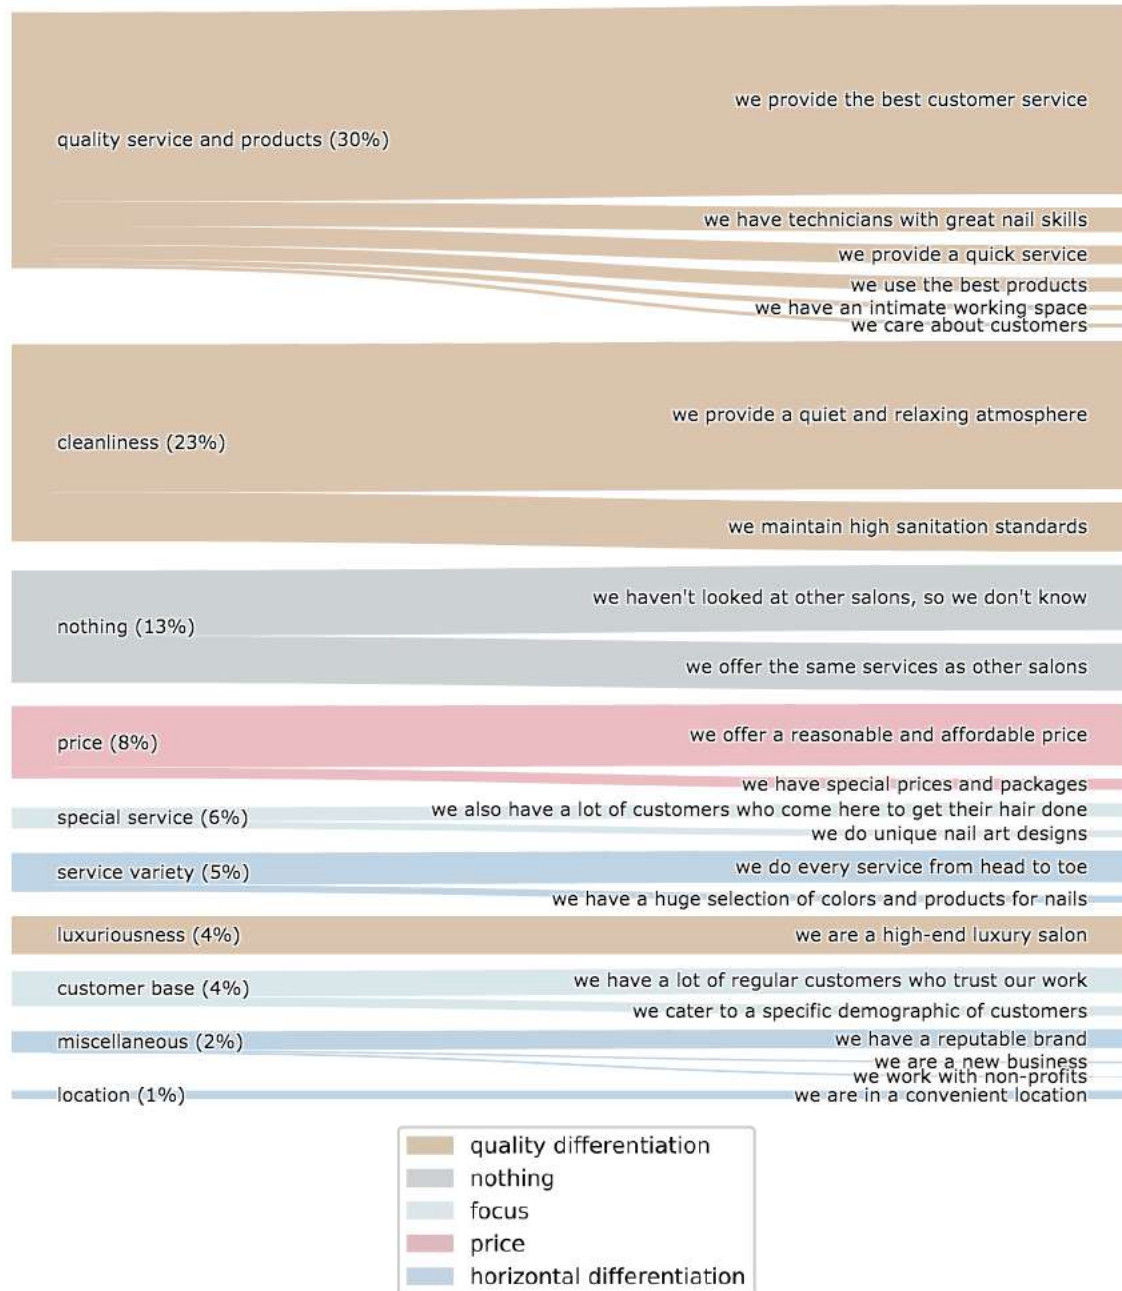 we provide the best customer service
quality service and products (30%)
we have technicians with great nail skills
we provide a quick service
we use the best products
we have an intimate working space
we care about customers
we provide a quiet and relaxing atmosphere
cleanliness (23%)
we maintain high sanitation standards
we haven't looked at other salons, so we don't know
nothing (13%)
we offer the same services as other salons
we offer a reasonable and affordable price
price (8%)
we have special prices and packages
we also have a lot of customers who come here to get their hair done
special service (6%)
we do unique nail art designs
we do every service from head to toe
service variety (5%)
we have a huge selection of colors and products for nails
luxuriousness (4%)
we are a high-end luxury salon
we have a lot of regular customers who trust our work
customer base (4%)
we cater to a specific demographic of customers
we have a reputable brand
miscellaneous (2%)
we are a new business
we work with non-profits
location (1%)
we are in a convenient location
quality differentiation
nothing
focus
price
horizontal differentiation